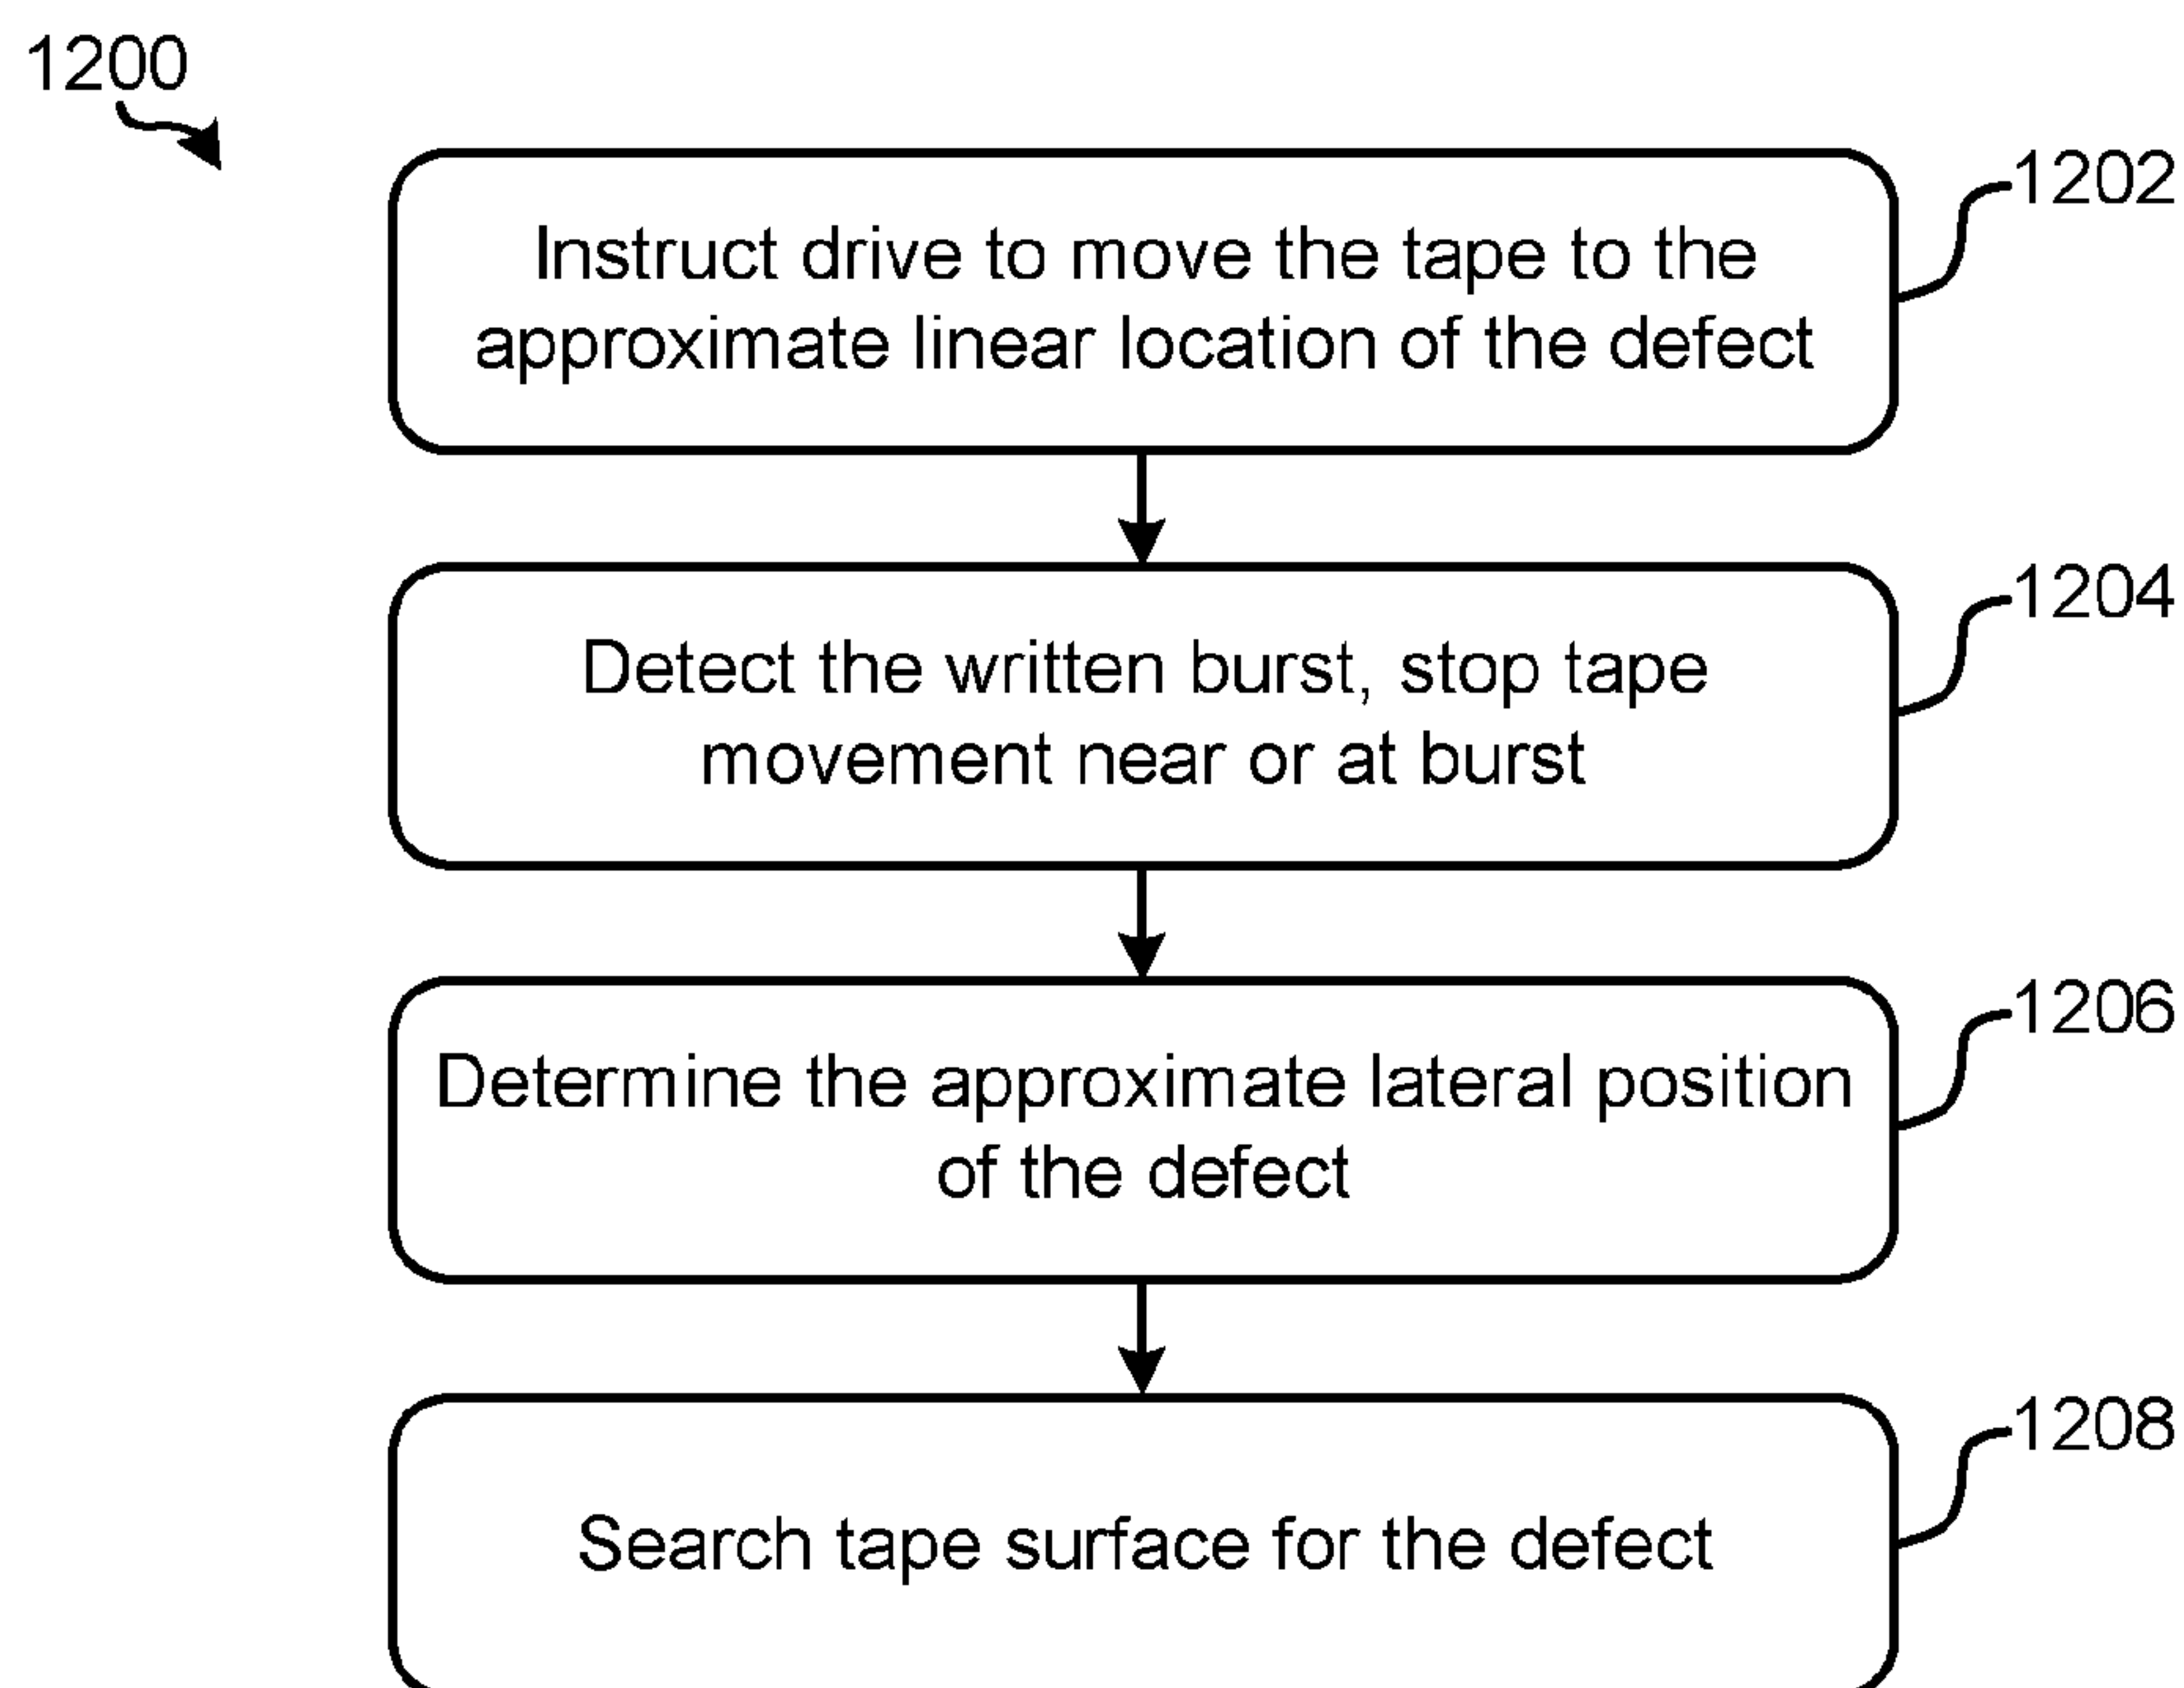 1200
1202
Instruct drive to move the tape to the
approximate linear location of the defect
1204
Detect the written burst, stop tape
movement near or at burst
1206
Determine the approximate lateral position
of the defect
1208
Search tape surface for the defect